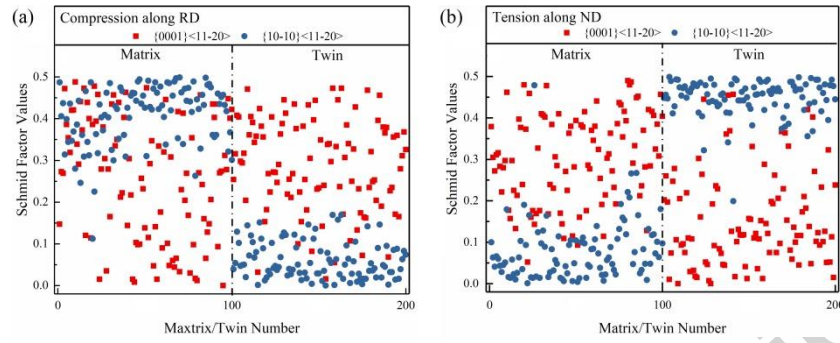 (a)
Compression along RD
{0001}<11-20>
{10-10}<11-20>
Matrix
Twin
Schmid Factor Values
0.5
0.4
0.3
0.2
0.1
0.0
0
100
200
Maxtrix/Twin Number
(b)
Tension along ND
{0001}<11-20>
{10-10}<11-20>
Matrix
Twin
Schmid Factor Values
0.5
0.4
0.3
0.2
0.1
0.0
0
100
200
Matrix/Twin Number